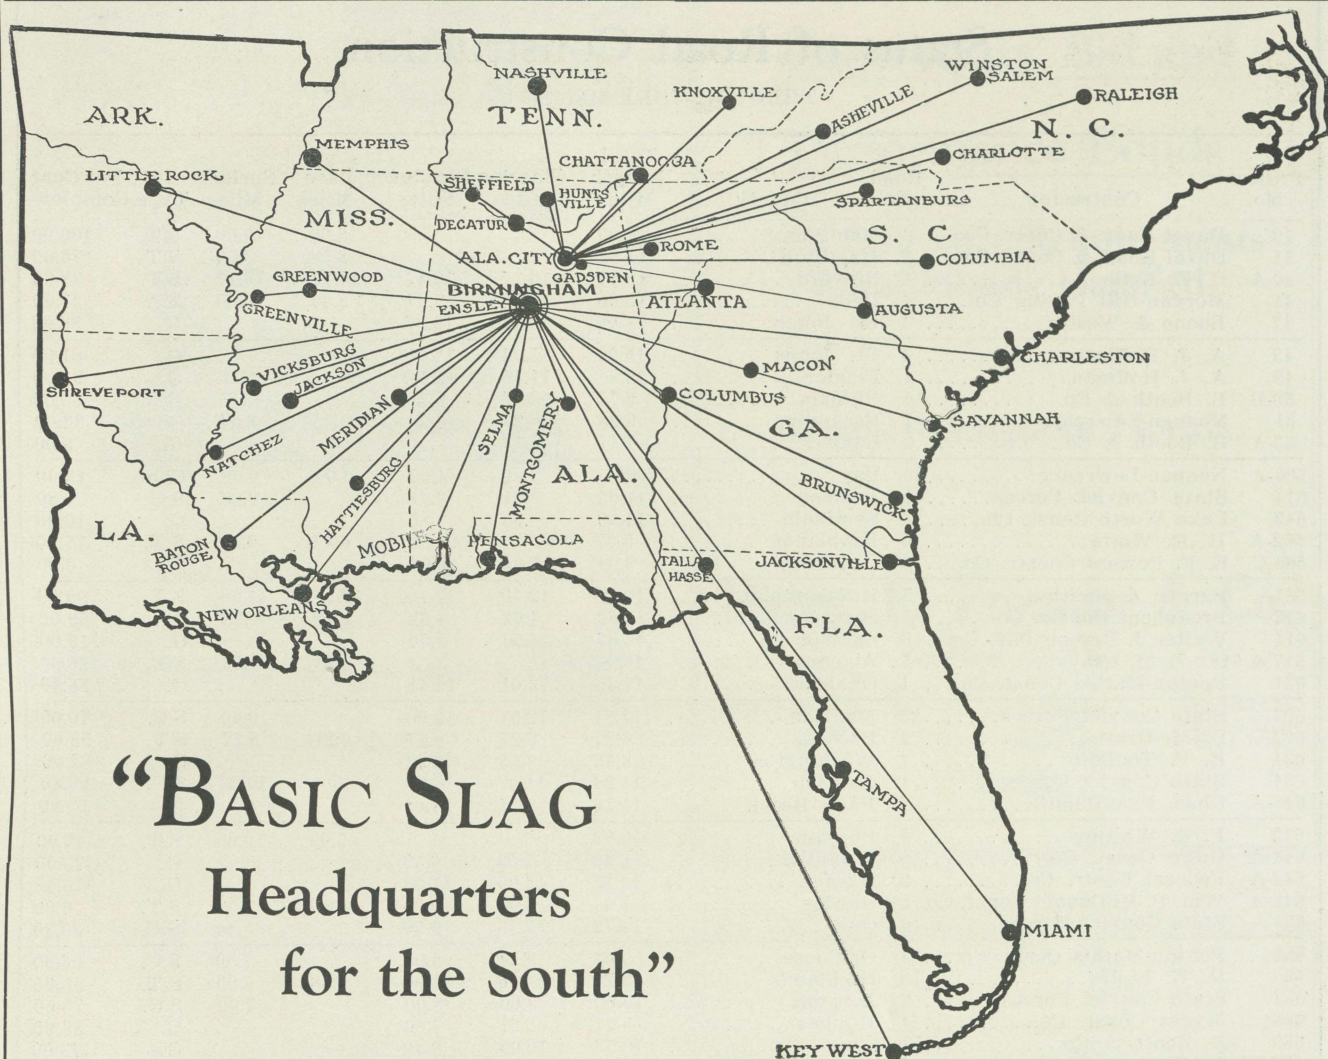 WINSTON
SALEM
NASHVILLE
KNOXVILLE
RALEIGH
ASHEVILLE
ARK.
TENN.
N. C.
MEMPHIS
CHARLOTTE
CHATTANOOGA
LITTLE ROCK
SHEFFIELD
HUNTS
VILLE
SPARTANBURG
MISS.
DECATUR
S. C
ROME
ALA. CITY
COLUMBIA
GADSDEN
GREENWOOD
BIRMINGHAM
ENSLEY
ATLANTA
GREENVILLE
AUGUSTA
VICKSBURG
CHARLESTON
JACKSON
MACON
SHREVEPORT
COLUMBUS
MERIDIAN
SELMA
MONTGOMERY
GA.
SAVANNAH
NATCHEZ
ALA.
BRUNSWICK
HATTIESBURG
LA.
MOBILE
PENSACOLA
BATON
ROUGE
TALLA
HASSE
JACKSONVILLE
NEW ORLEANS
FLA.
TAMPA
“BASIC SLAG
Headquarters
for the South”
MIAMI
KEY WEST